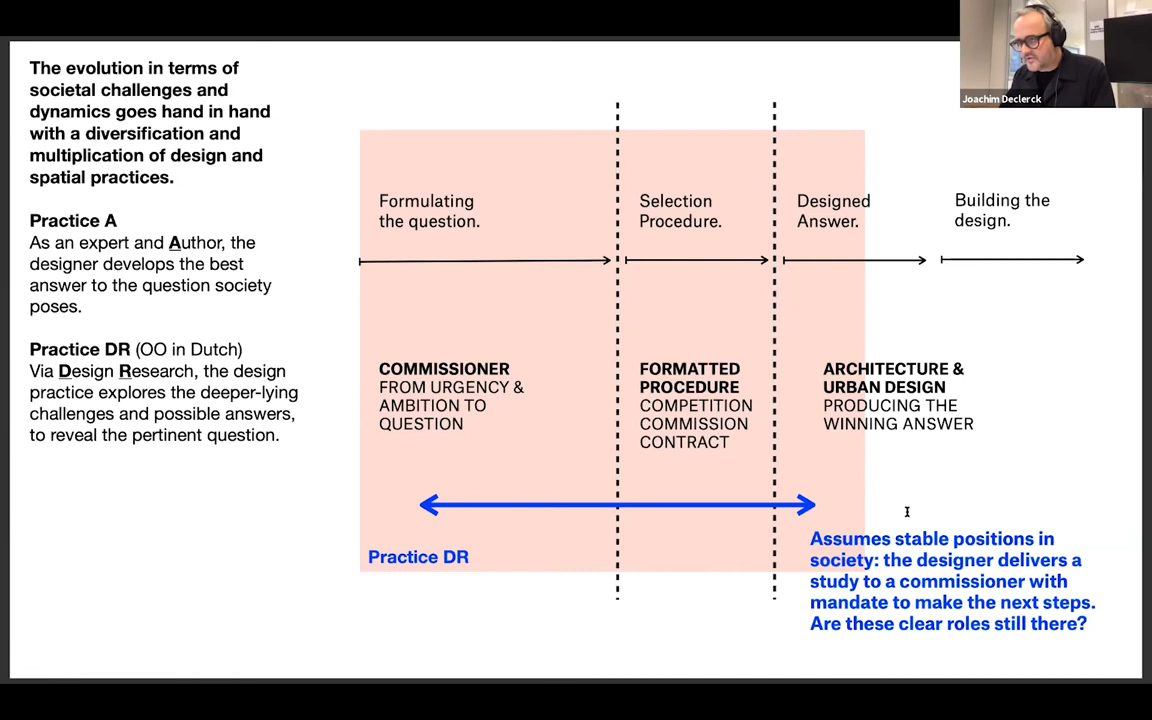 The evolution in terms of
societal challenges and
dynamics goes hand in hand
with a diversification and
multiplication of design and
spatial practices.
Practice A
As an expert and Author, the
designer develops the best
answer to the question society
poses.
Practice DR (OO in Dutch)
Via Design Research, the design
practice explores the deeper-lying
challenges and possible answers,
to reveal the pertinent question.
Formulating
the question.
Selection
Procedure.
Designed
Answer.
Building the
design.
COMMISSIONER
FROM URGENCY &
AMBITION TO
QUESTION
FORMATTED
PROCEDURE
COMPETITION
COMMISSION
CONTRACT
ARCHITECTURE &
URBAN DESIGN
PRODUCING THE
WINNING ANSWER
Practice DR
Assumes stable positions in
society: the designer delivers a
study to a commissioner with
mandate to make the next steps.
Are these clear roles still there?
Joachim Declerck